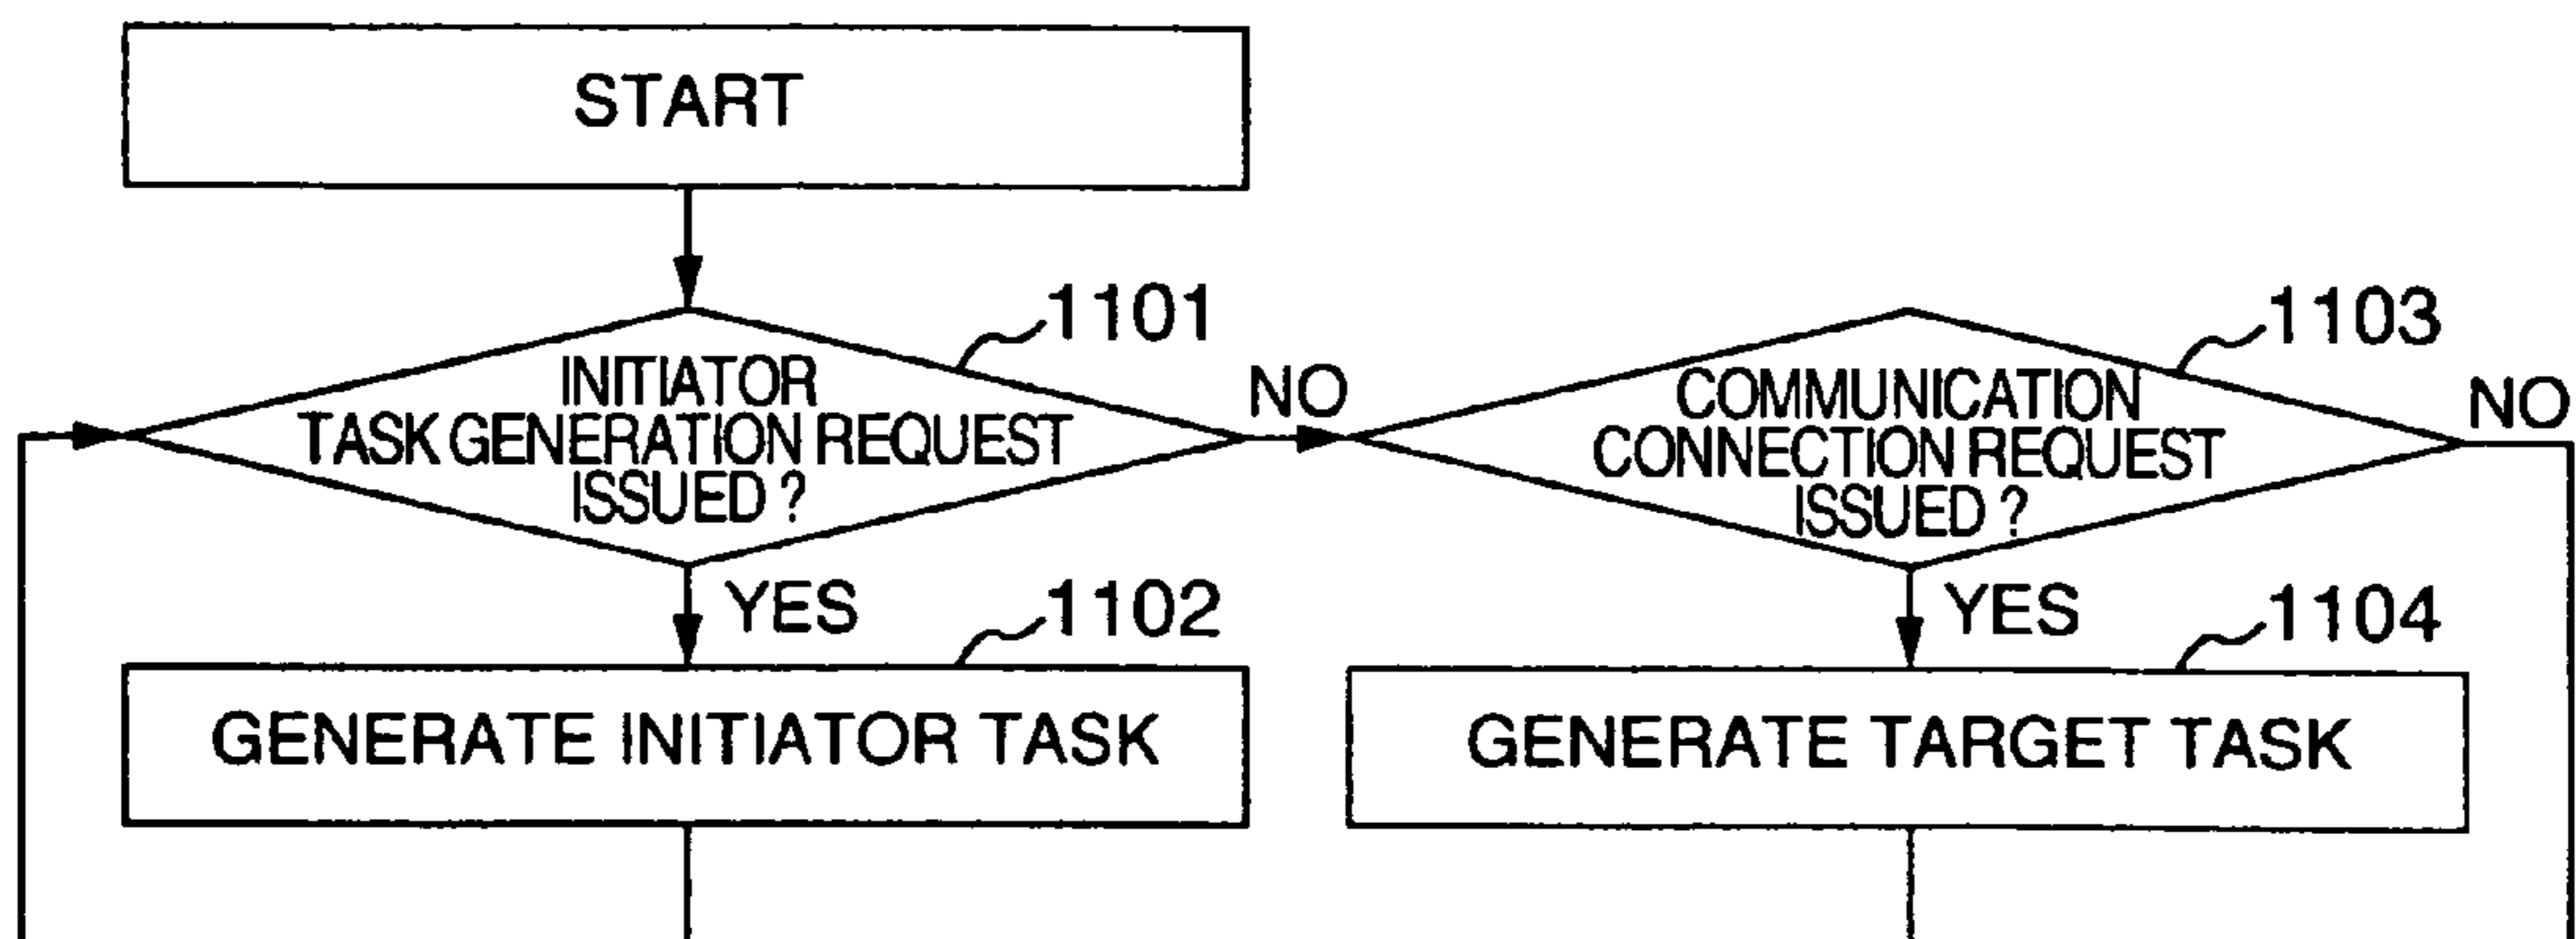 START
1101
INITIATOR
TASK GENERATION REQUEST
ISSUED ?
NO
1103
COMMUNICATION
CONNECTION REQUEST
ISSUED ?
NO
YES
1102
GENERATE INITIATOR TASK
YES
1104
GENERATE TARGET TASK